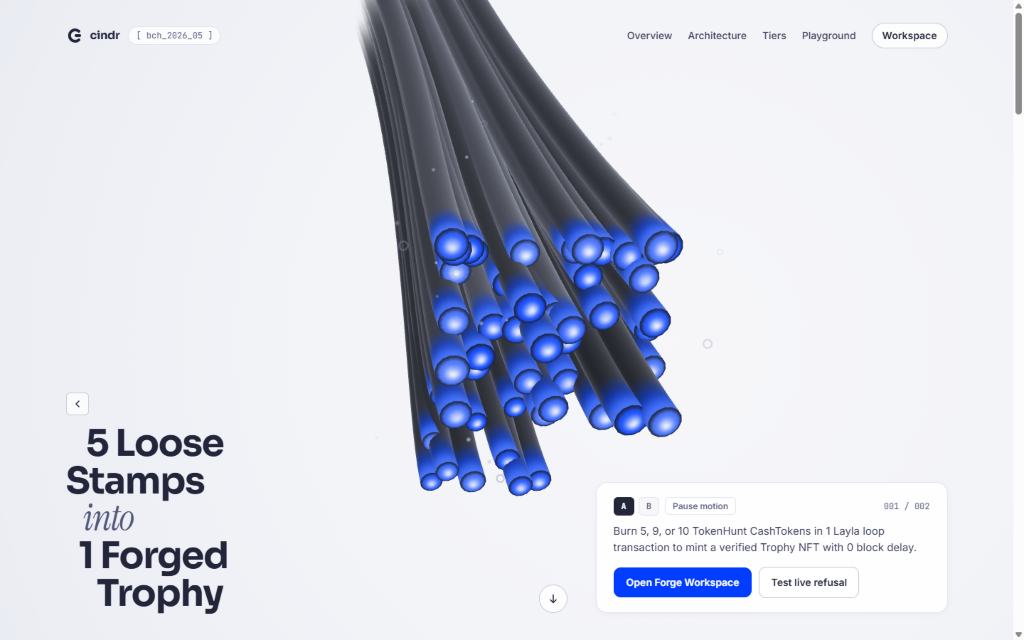 cindr [ bch_2026_05 ] Overview Architecture Tiers Playground Workspace
5 Loose
Stamps
into
1 Forged
Trophy
A B Pause motion 001 / 002
Burn 5, 9, or 10 TokenHunt CashTokens in 1 Layla loop
transaction to mint a verified Trophy NFT with 0 block delay.
Open Forge Workspace Test live refusal